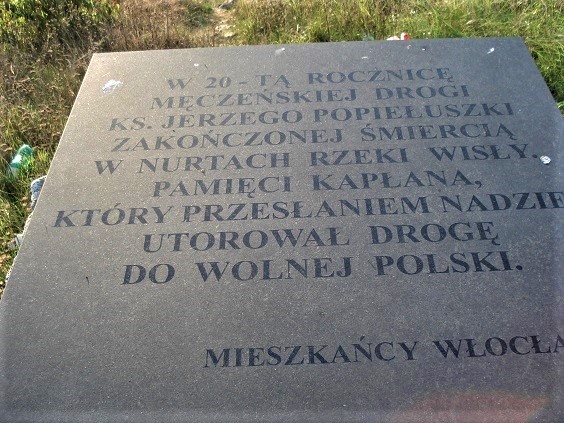 W 20-TĄ ROCZNICĘ
MĘCZEŃSKIEJ DROGI
KS. JERZEGO POPIEŁUSZKI
ZAKOŃCZONEJ ŚMIERCIĄ
W NURTACH RZEKI WISŁY.
PAMIĘCI KAPŁANA,
KTÓRY PRZESŁANIEM NADZIE
UTOROWAŁ DROGĘ
DO WOLNEJ POLSKI.
MIESZKAŃCY WŁOCŁA